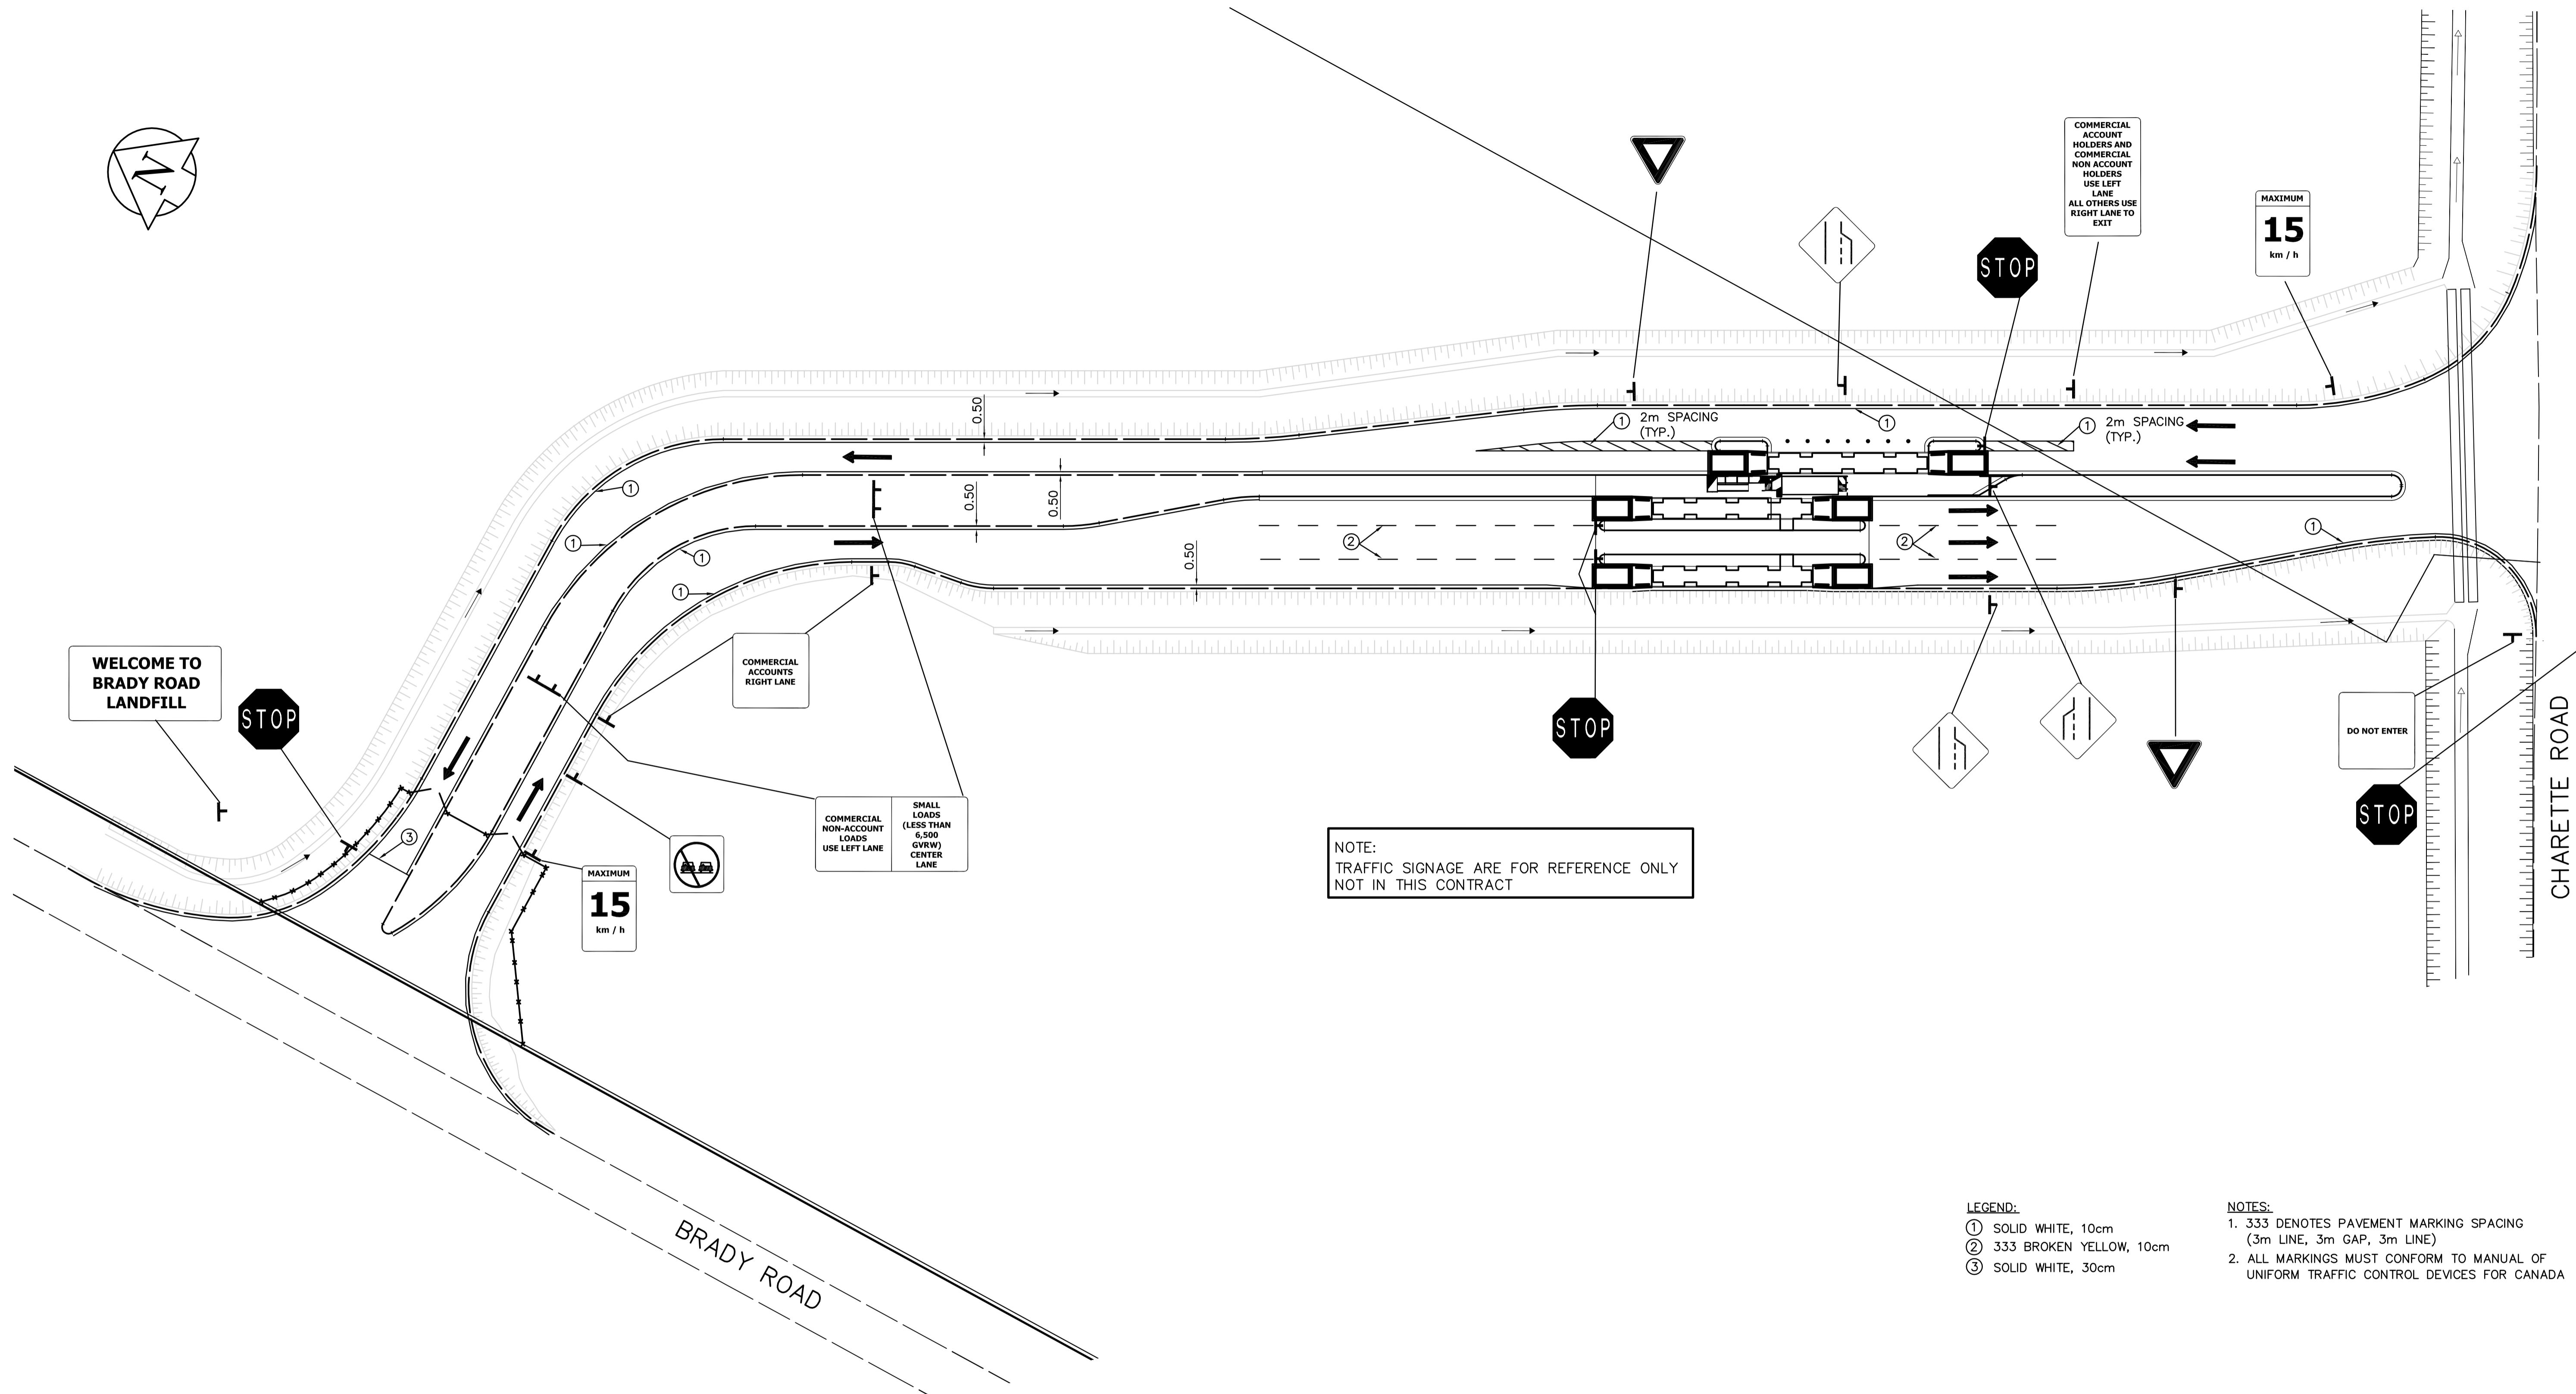 N
COMMERCIAL
ACCOUNT
HOLDERS AND
COMMERCIAL
NON ACCOUNT
HOLDERS
USE LEFT
LANE
ALL OTHERS USE
RIGHT LANE TO
EXIT
MAXIMUM
15
km / h
STOP
0.50
1 2m SPACING
(TYP.)
1
1 2m SPACING
(TYP.)
1
0.50
0.50
1
1
2
2
1
0.50
1
WELCOME TO
BRADY ROAD
LANDFILL
STOP
COMMERCIAL
ACCOUNTS
RIGHT LANE
STOP
DO NOT ENTER
STOP
CHARETTE ROAD
3
COMMERCIAL
NON-ACCOUNT
LOADS
USE LEFT LANE
SMALL
LOADS
(LESS THAN
6,500
GVRW)
CENTER
LANE
MAXIMUM
15
km / h
NOTE:
TRAFFIC SIGNAGE ARE FOR REFERENCE ONLY
NOT IN THIS CONTRACT
BRADY ROAD
LEGEND:
1 SOLID WHITE, 10cm
2 333 BROKEN YELLOW, 10cm
3 SOLID WHITE, 30cm
NOTES:
1. 333 DENOTES PAVEMENT MARKING SPACING
(3m LINE, 3m GAP, 3m LINE)
2. ALL MARKINGS MUST CONFORM TO MANUAL OF
UNIFORM TRAFFIC CONTROL DEVICES FOR CANADA